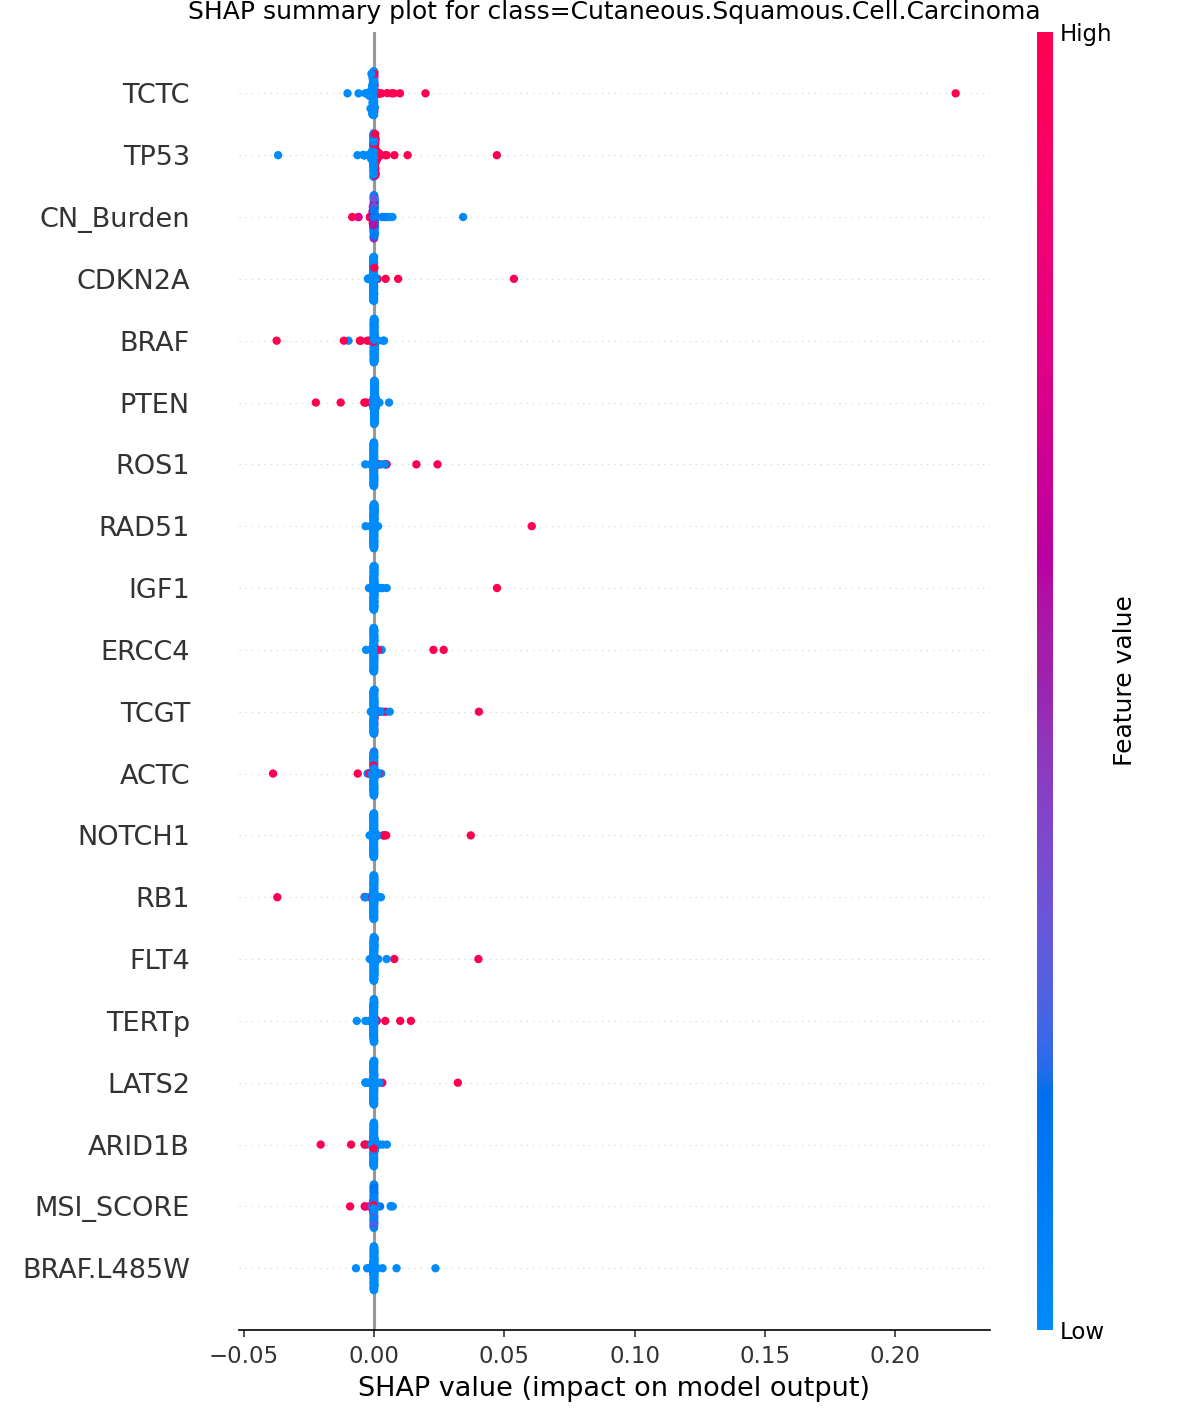 SHAP summary plot for class=Cutaneous.Squamous.Cell.Carcinoma
High
TCTC
TP53
CN_Burden
CDKN2A
BRAF
PTEN
ROS1
RAD51
IGF1
ERCC4
TCGT
ACTC
NOTCH1
RB1
FLT4
TERTp
LATS2
ARID1B
MSI_SCORE
BRAF.L485W
Feature value
Low
−0.05 0.00 0.05 0.10 0.15 0.20
SHAP value (impact on model output)